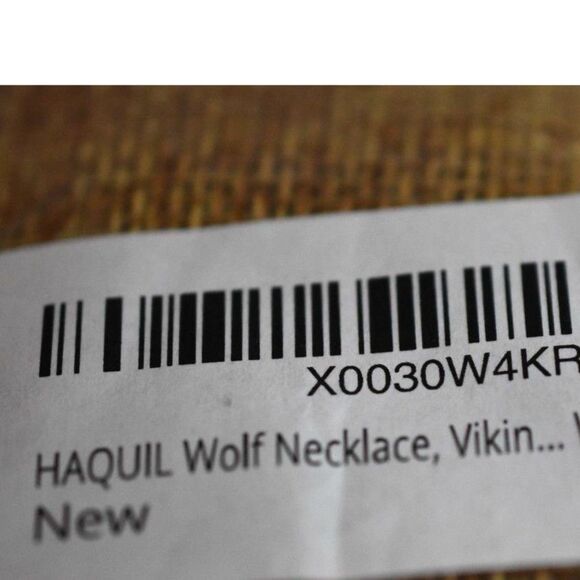 X0030W4KR
HAQUIL Wolf Necklace, Vikin...
New